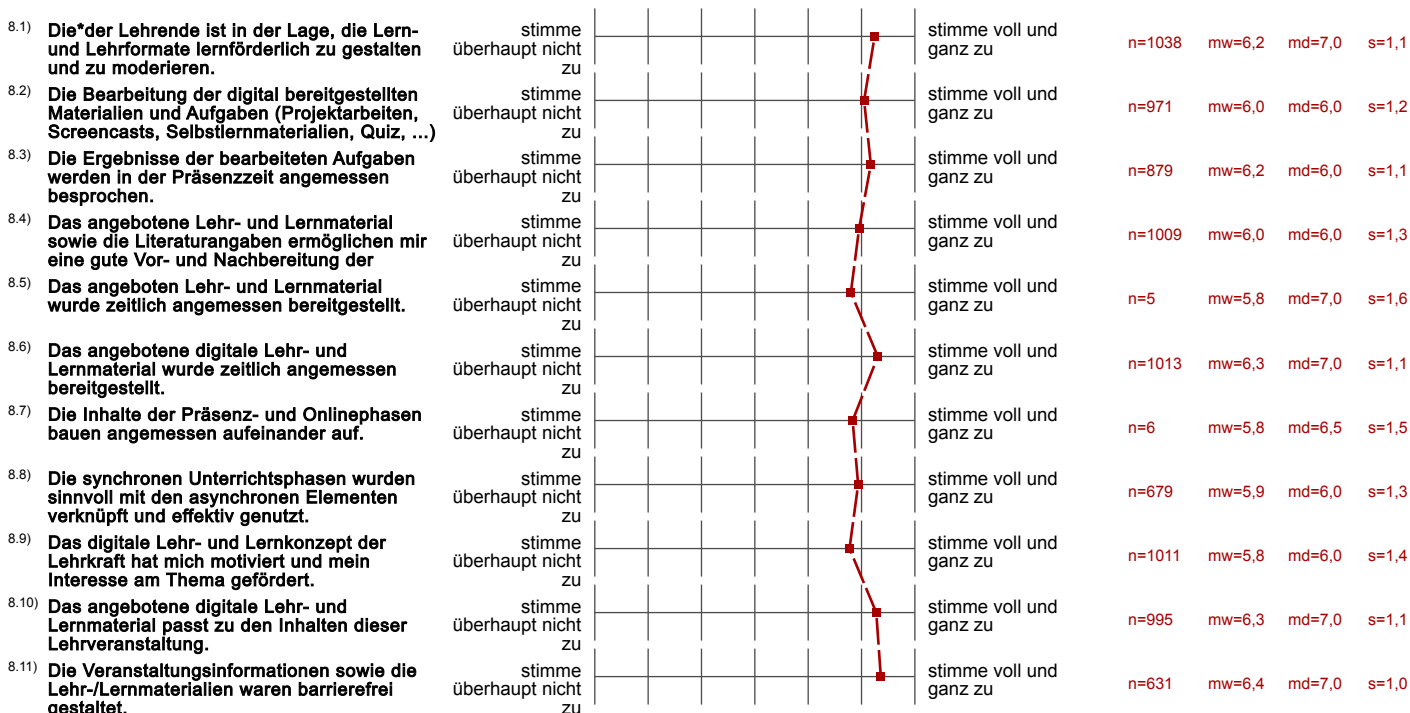 8.1) Die*der Lehrende ist in der Lage, die Lern-
und Lehrformate lernförderlich zu gestalten
und zu moderieren.
stimme
überhaupt nicht
zu
stimme voll und
ganz zu
n=1038 mw=6,2 md=7,0 s=1,1
8.2) Die Bearbeitung der digital bereitgestellten
Materialien und Aufgaben (Projektarbeiten,
Screencasts, Selbstlernmaterialien, Quiz, ...)
stimme
überhaupt nicht
zu
stimme voll und
ganz zu
n=971 mw=6,0 md=6,0 s=1,2
8.3) Die Ergebnisse der bearbeiteten Aufgaben
werden in der Präsenzzeit angemessen
besprochen.
stimme
überhaupt nicht
zu
stimme voll und
ganz zu
n=879 mw=6,2 md=6,0 s=1,1
8.4) Das angebotene Lehr- und Lernmaterial
sowie die Literaturangaben ermöglichen mir
eine gute Vor- und Nachbereitung der
stimme
überhaupt nicht
zu
stimme voll und
ganz zu
n=1009 mw=6,0 md=6,0 s=1,3
8.5) Das angeboten Lehr- und Lernmaterial
wurde zeitlich angemessen bereitgestellt.
stimme
überhaupt nicht
zu
stimme voll und
ganz zu
n=5 mw=5,8 md=7,0 s=1,6
8.6) Das angebotene digitale Lehr- und
Lernmaterial wurde zeitlich angemessen
bereitgestellt.
stimme
überhaupt nicht
zu
stimme voll und
ganz zu
n=1013 mw=6,3 md=7,0 s=1,1
8.7) Die Inhalte der Präsenz- und Onlinephasen
bauen angemessen aufeinander auf.
stimme
überhaupt nicht
zu
stimme voll und
ganz zu
n=6 mw=5,8 md=6,5 s=1,5
8.8) Die synchronen Unterrichtsphasen wurden
sinnvoll mit den asynchronen Elementen
verknüpft und effektiv genutzt.
stimme
überhaupt nicht
zu
stimme voll und
ganz zu
n=679 mw=5,9 md=6,0 s=1,3
8.9) Das digitale Lehr- und Lernkonzept der
Lehrkraft hat mich motiviert und mein
Interesse am Thema gefördert.
stimme
überhaupt nicht
zu
stimme voll und
ganz zu
n=1011 mw=5,8 md=6,0 s=1,4
8.10) Das angebotene digitale Lehr- und
Lernmaterial passt zu den Inhalten dieser
Lehrveranstaltung.
stimme
überhaupt nicht
zu
stimme voll und
ganz zu
n=995 mw=6,3 md=7,0 s=1,1
8.11) Die Veranstaltungsinformationen sowie die
Lehr-/Lernmaterialien waren barrierefrei
gestaltet.
stimme
überhaupt nicht
zu
stimme voll und
ganz zu
n=631 mw=6,4 md=7,0 s=1,0